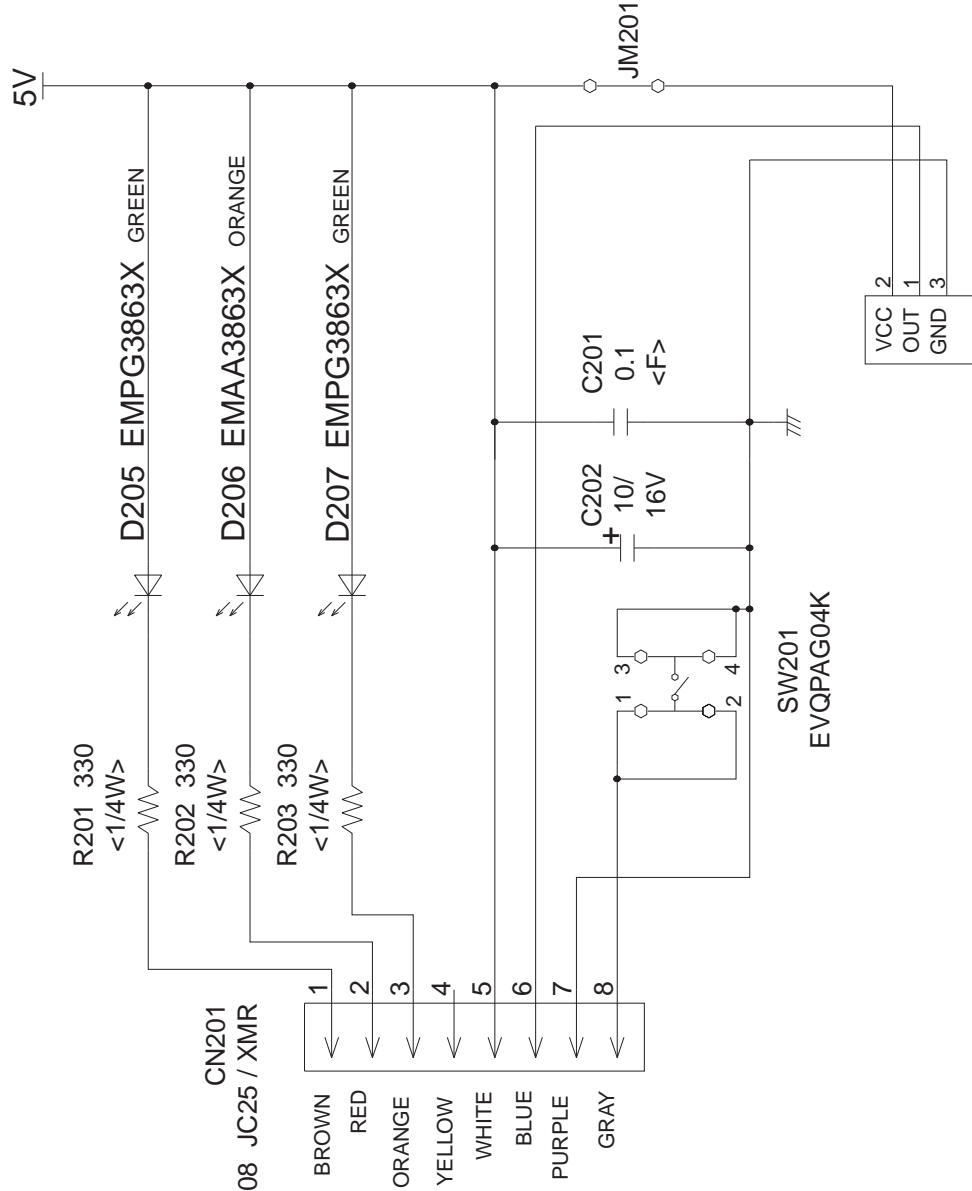 5V
D205 EMPG3863X GREEN
R201 330
<1/4W>
D206 EMAA3863X ORANGE
R202 330
<1/4W>
D207 EMPG3863X GREEN
R203 330
<1/4W>
JM201
CN201
08 JC25 / XMR
BROWN 1
RED 2
ORANGE 3
YELLOW 4
WHITE 5
BLUE 6
PURPLE 7
GRAY 8
C202
10/
16V
+
C201
0.1
<F>
1 3
2 4
SW201
EVQPAG04K
VCC 2
OUT 1
GND 3